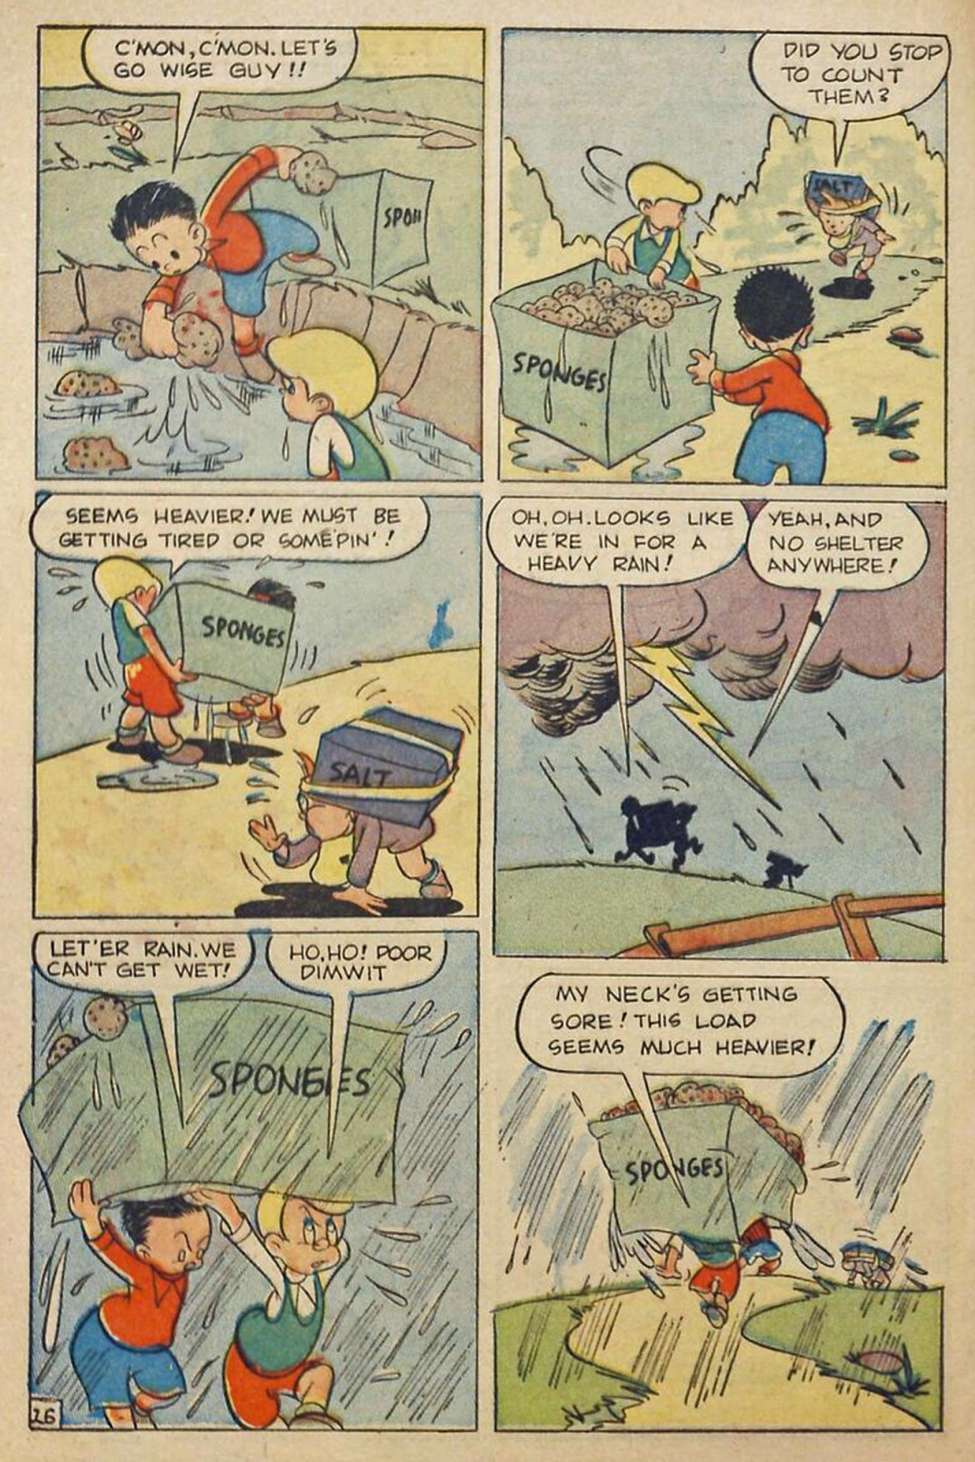 C'MON, C'MON. LET'S
GO WISE GUY!!
SPON
DID YOU STOP
TO COUNT
THEM?
SALT
SPONGES
SEEMS HEAVIER! WE MUST BE
GETTING TIRED OR SOMEPIN'!
SPONGES
SALT
OH, OH. LOOKS LIKE
WE'RE IN FOR A
HEAVY RAIN!
YEAH, AND
NO SHELTER
ANYWHERE!
LET'ER RAIN. WE
CAN'T GET WET!
HO, HO! POOR
DIMWIT
SPONGES
MY NECK'S GETTING
SORE! THIS LOAD
SEEMS MUCH HEAVIER!
SPONGES
26